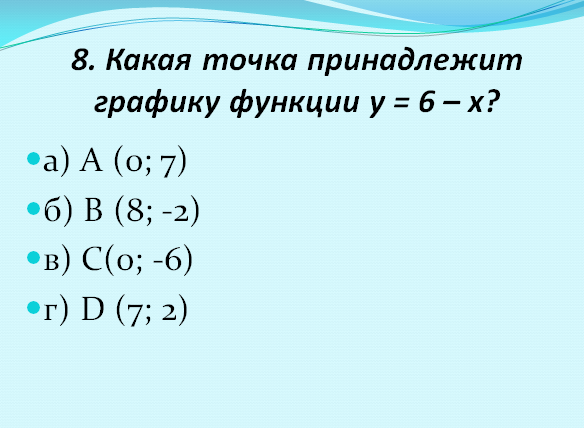 8. Какая точка принадлежит
графику функции у = 6 – х?
а) А (0; 7)
б) В (8; -2)
в) С(0; -6)
г) D (7; 2)